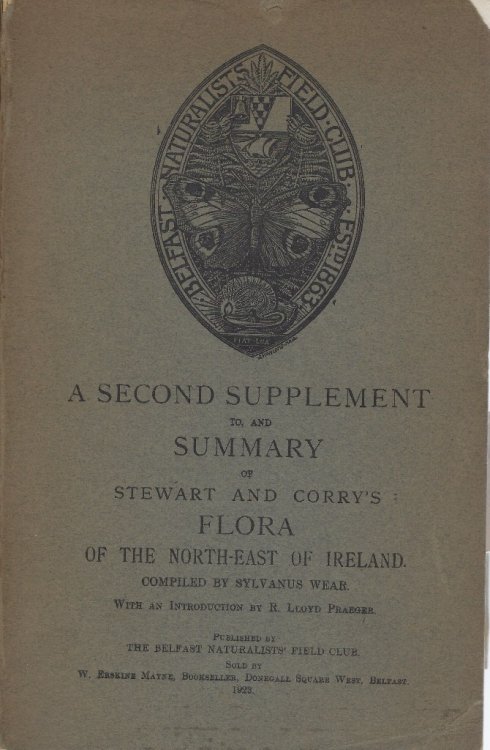 BELFAST · NATURALISTS · FIELD · CLUB · ESTD 1863
FIAT LUX
A SECOND SUPPLEMENT
TO, AND
SUMMARY
OF
STEWART AND CORRY'S
FLORA
OF THE NORTH-EAST OF IRELAND.
COMPILED BY SYLVANUS WEAR.
WITH AN INTRODUCTION BY R. LLOYD PRAEGER.
PUBLISHED BY
THE BELFAST NATURALISTS' FIELD CLUB.
SOLD BY
W. ERSKINE MAYNE, BOOKSELLER, DONEGALL SQUARE WEST, BELFAST.
1923.